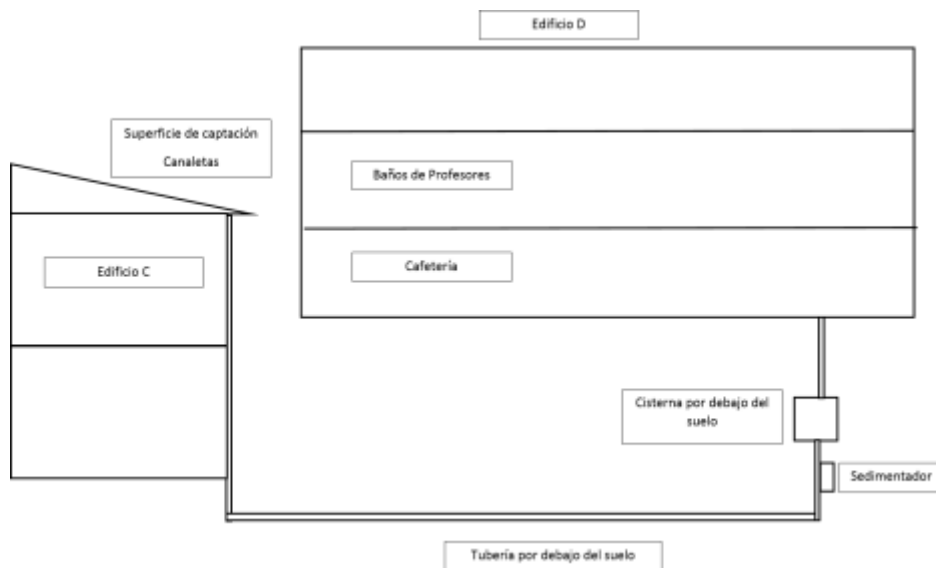 Edificio D
Superficie de captación
Canaletas
Baños de Profesores
Edificio C
Cafetería
Cisterna por debajo del
suelo
Sedimentador
Tubería por debajo del suelo